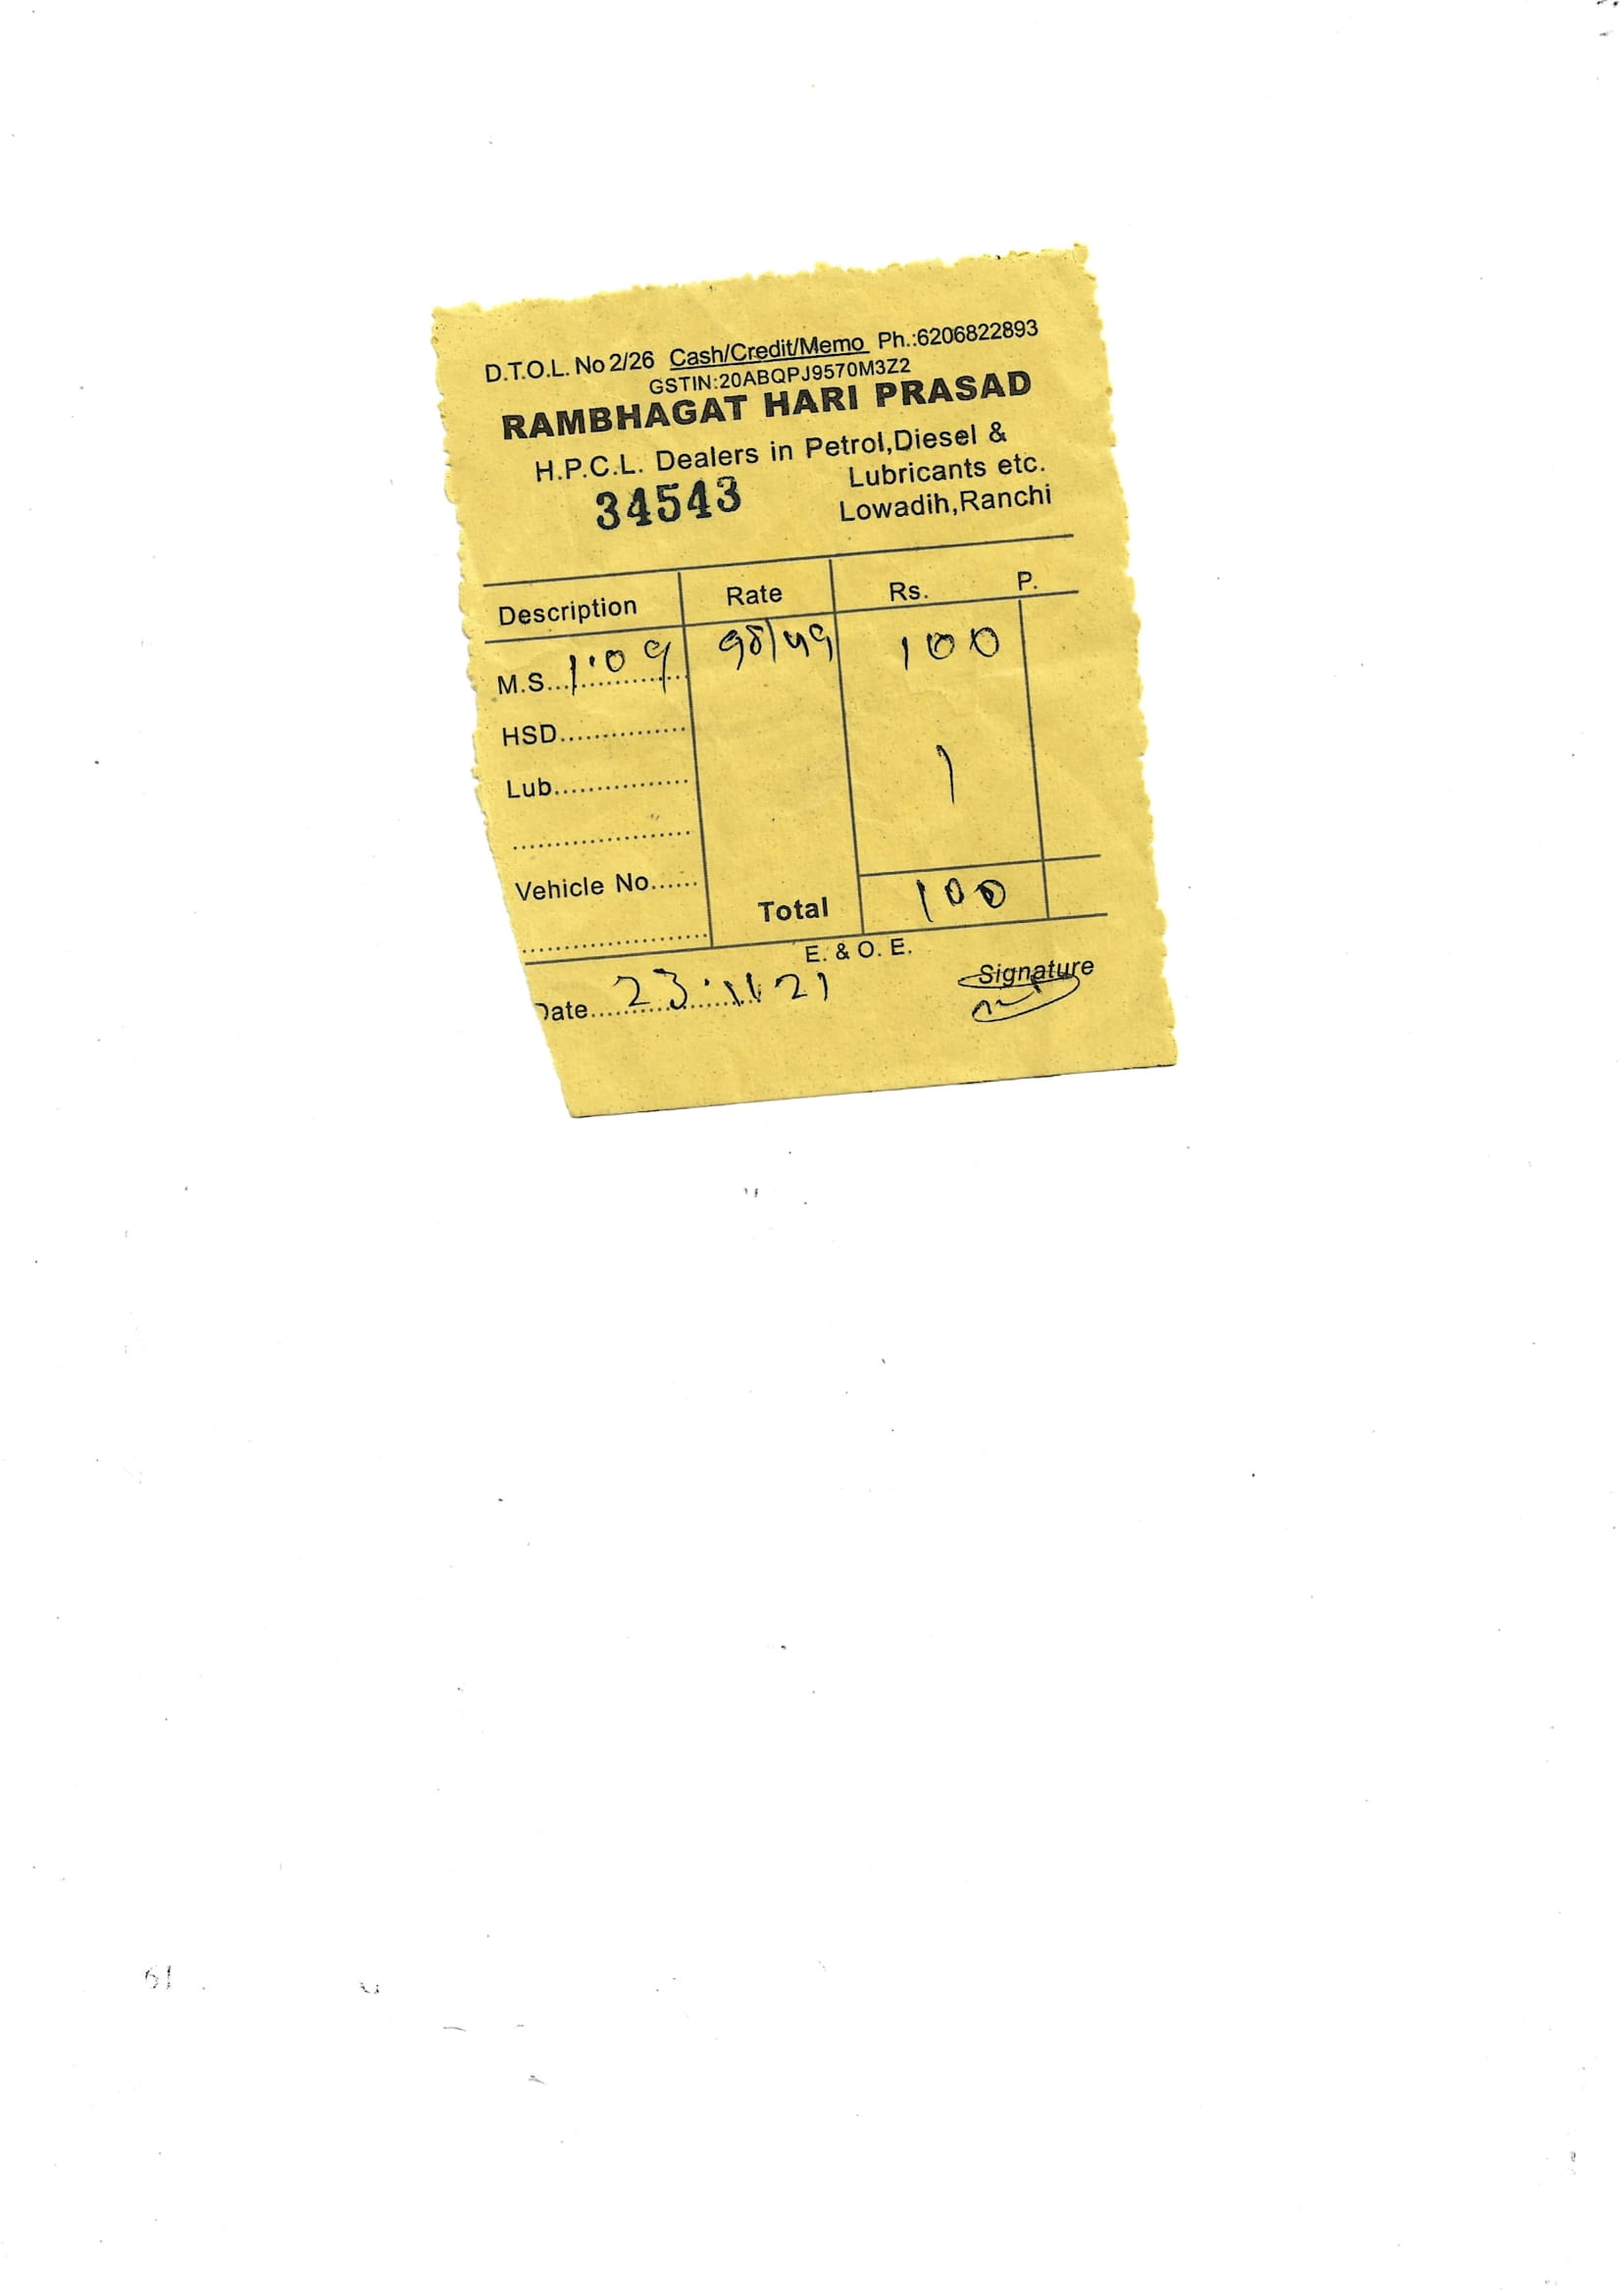 D.T.O.L. No 2/26 Cash/Credit/Memo Ph.:6206822893
GSTIN:20ABQPJ9570M3Z2
RAMBHAGAT HARI PRASAD
H.P.C.L. Dealers in Petrol,Diesel &
Lubricants etc.
34543 Lowadih,Ranchi
Description Rate Rs. P.
M.S. 1.09 98/49 100
HSD
Lub
Vehicle No
Total 100
E. & O. E.
Signature
Date 23.11.21